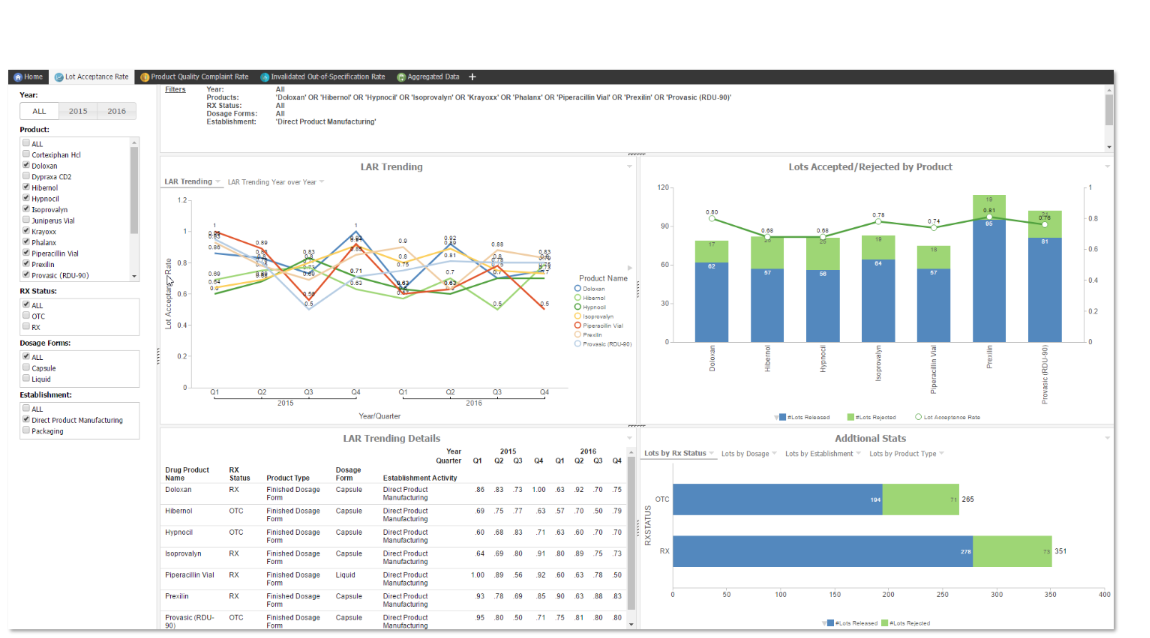 Home Lot Acceptance Rate Product Quality Complaint Rate Invalidated Out-of-Specification Rate Aggregated Data +
Year:
ALL 2015 2016
Product:
ALL
Cortexiphan Hcl
Doloxan
Dypraxa CD2
Hibernol
Hypnocil
Isoprovalyn
Juniperus Vial
Krayoxx
Phalanx
Piperacillin Vial
Prexilin
Provasic (RDU-90)
RX Status:
ALL
OTC
RX
Dosage Forms:
ALL
Capsule
Liquid
Establishment:
ALL
Direct Product Manufacturing
Packaging
Filters
Year: All
Products: 'Doloxan' OR 'Hibernol' OR 'Hypnocil' OR 'Isoprovalyn' OR 'Krayoxx' OR 'Phalanx' OR 'Piperacillin Vial' OR 'Prexilin' OR 'Provasic (RDU-90)'
RX Status: All
Dosage Forms: All
Establishment: 'Direct Product Manufacturing'
LAR Trending
LAR Trending LAR Trending Year over Year
Lot Acceptance Rate
1.2
1
0.8
0.6
0.4
0.2
0
Q1 Q2 Q3 Q4 Q1 Q2 Q3 Q4
2015 2016
Year/Quarter
Product Name
Doloxan
Hibernol
Hypnocil
Isoprovalyn
Piperacillin Vial
Prexilin
Provasic (RDU-90)
Lots Accepted/Rejected by Product
120
90
60
30
0
1
0.8
0.6
0.4
0.2
0
0.80 0.68 0.68 0.78 0.74 0.81 0.76
17 18 19
62 57 56 64 57 95 81
Doloxan
Hibernol
Hypnocil
Isoprovalyn
Piperacillin Vial
Prexilin
Provasic (RDU-90)
#Lots Released #Lots Rejected Lot Acceptance Rate
LAR Trending Details
Year 2015 2016
Quarter Q1 Q2 Q3 Q4 Q1 Q2 Q3 Q4
Drug Product Name RX Status Product Type Dosage Form Establishment Activity
Doloxan RX Finished Dosage Form Capsule Direct Product Manufacturing .86 .83 .73 1.00 .63 .92 .70 .75
Hibernol OTC Finished Dosage Form Capsule Direct Product Manufacturing .69 .75 .77 .63 .57 .70 .50 .79
Hypnocil OTC Finished Dosage Form Capsule Direct Product Manufacturing .60 .68 .83 .71 .63 .60 .70 .70
Isoprovalyn RX Finished Dosage Form Capsule Direct Product Manufacturing .64 .69 .80 .91 .80 .89 .75 .73
Piperacillin Vial RX Finished Dosage Form Liquid Direct Product Manufacturing 1.00 .89 .56 .92 .60 .63 .78 .50
Prexilin RX Finished Dosage Form Capsule Direct Product Manufacturing .93 .78 .69 .85 .90 .63 .88 .83
Provasic (RDU-90) OTC Finished Dosage Form Capsule Direct Product Manufacturing .95 .80 .50 .71 .75 .81 .80 .80
Addtional Stats
Lots by Rx Status Lots by Dosage Lots by Establishment Lots by Product Type
RXSTATUS
OTC 194 71 265
RX 278 73 351
0 50 100 150 200 250 300 350 400
#Lots Released #Lots Rejected